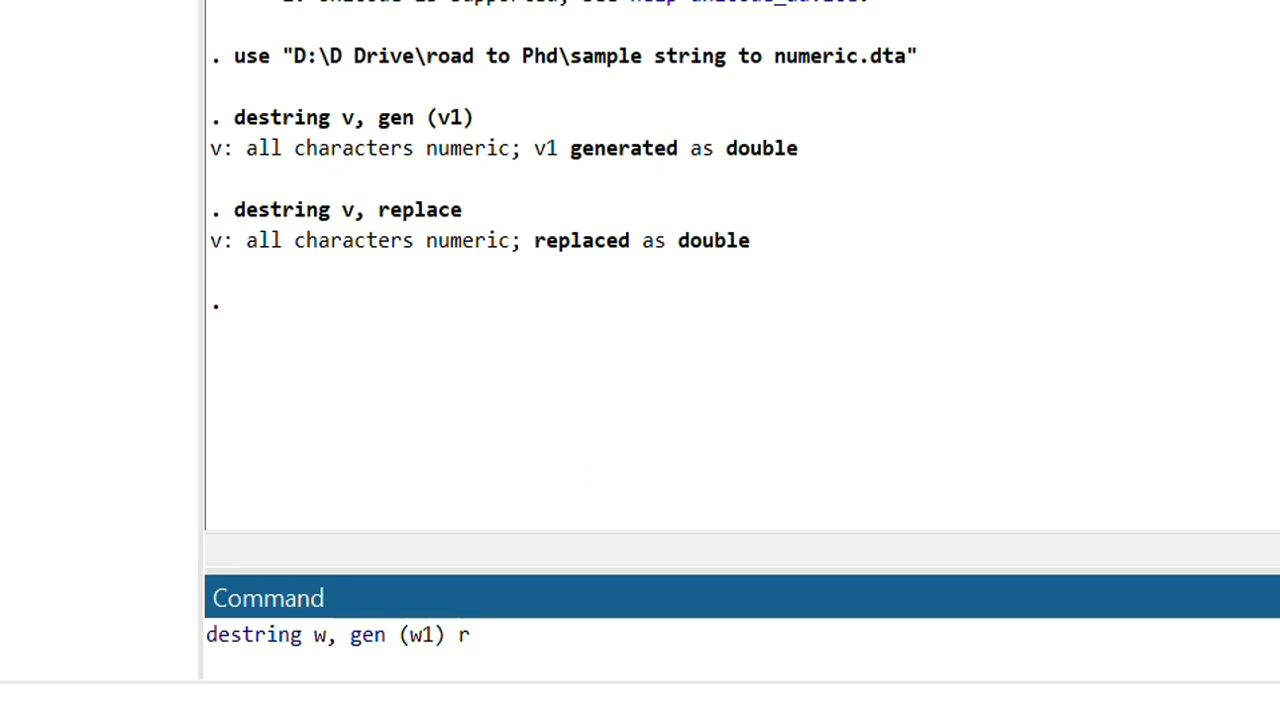 . use "D:\D Drive\road to Phd\sample string to numeric.dta"
. destring v, gen (v1)
v: all characters numeric; v1 generated as double
. destring v, replace
v: all characters numeric; replaced as double
.
Command
destring w, gen (w1) r